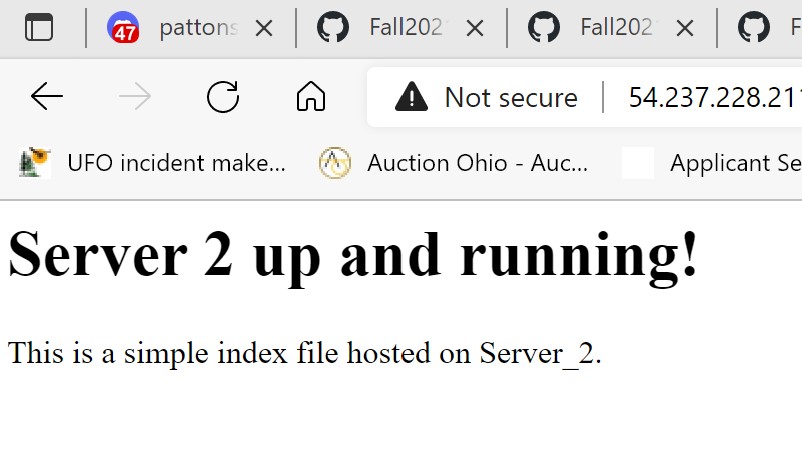 47 pattons Fall202 Fall202 F
Not secure 54.237.228.21
UFO incident make... Auction Ohio - Auc... Applicant Se
Server 2 up and running!
This is a simple index file hosted on Server_2.